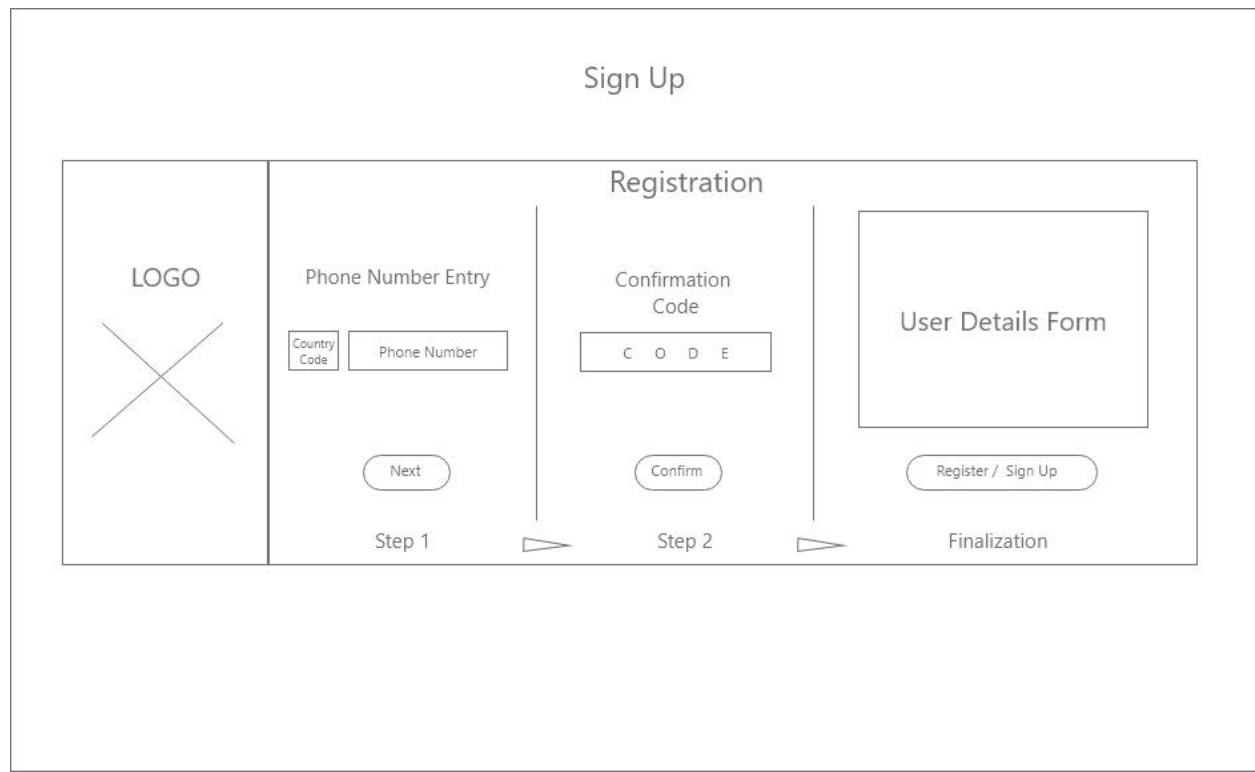 Sign Up
Registration
LOGO
Phone Number Entry
Country
Code
Phone Number
Next
Step 1
Confirmation
Code
C O D E
Confirm
Step 2
User Details Form
Register / Sign Up
Finalization